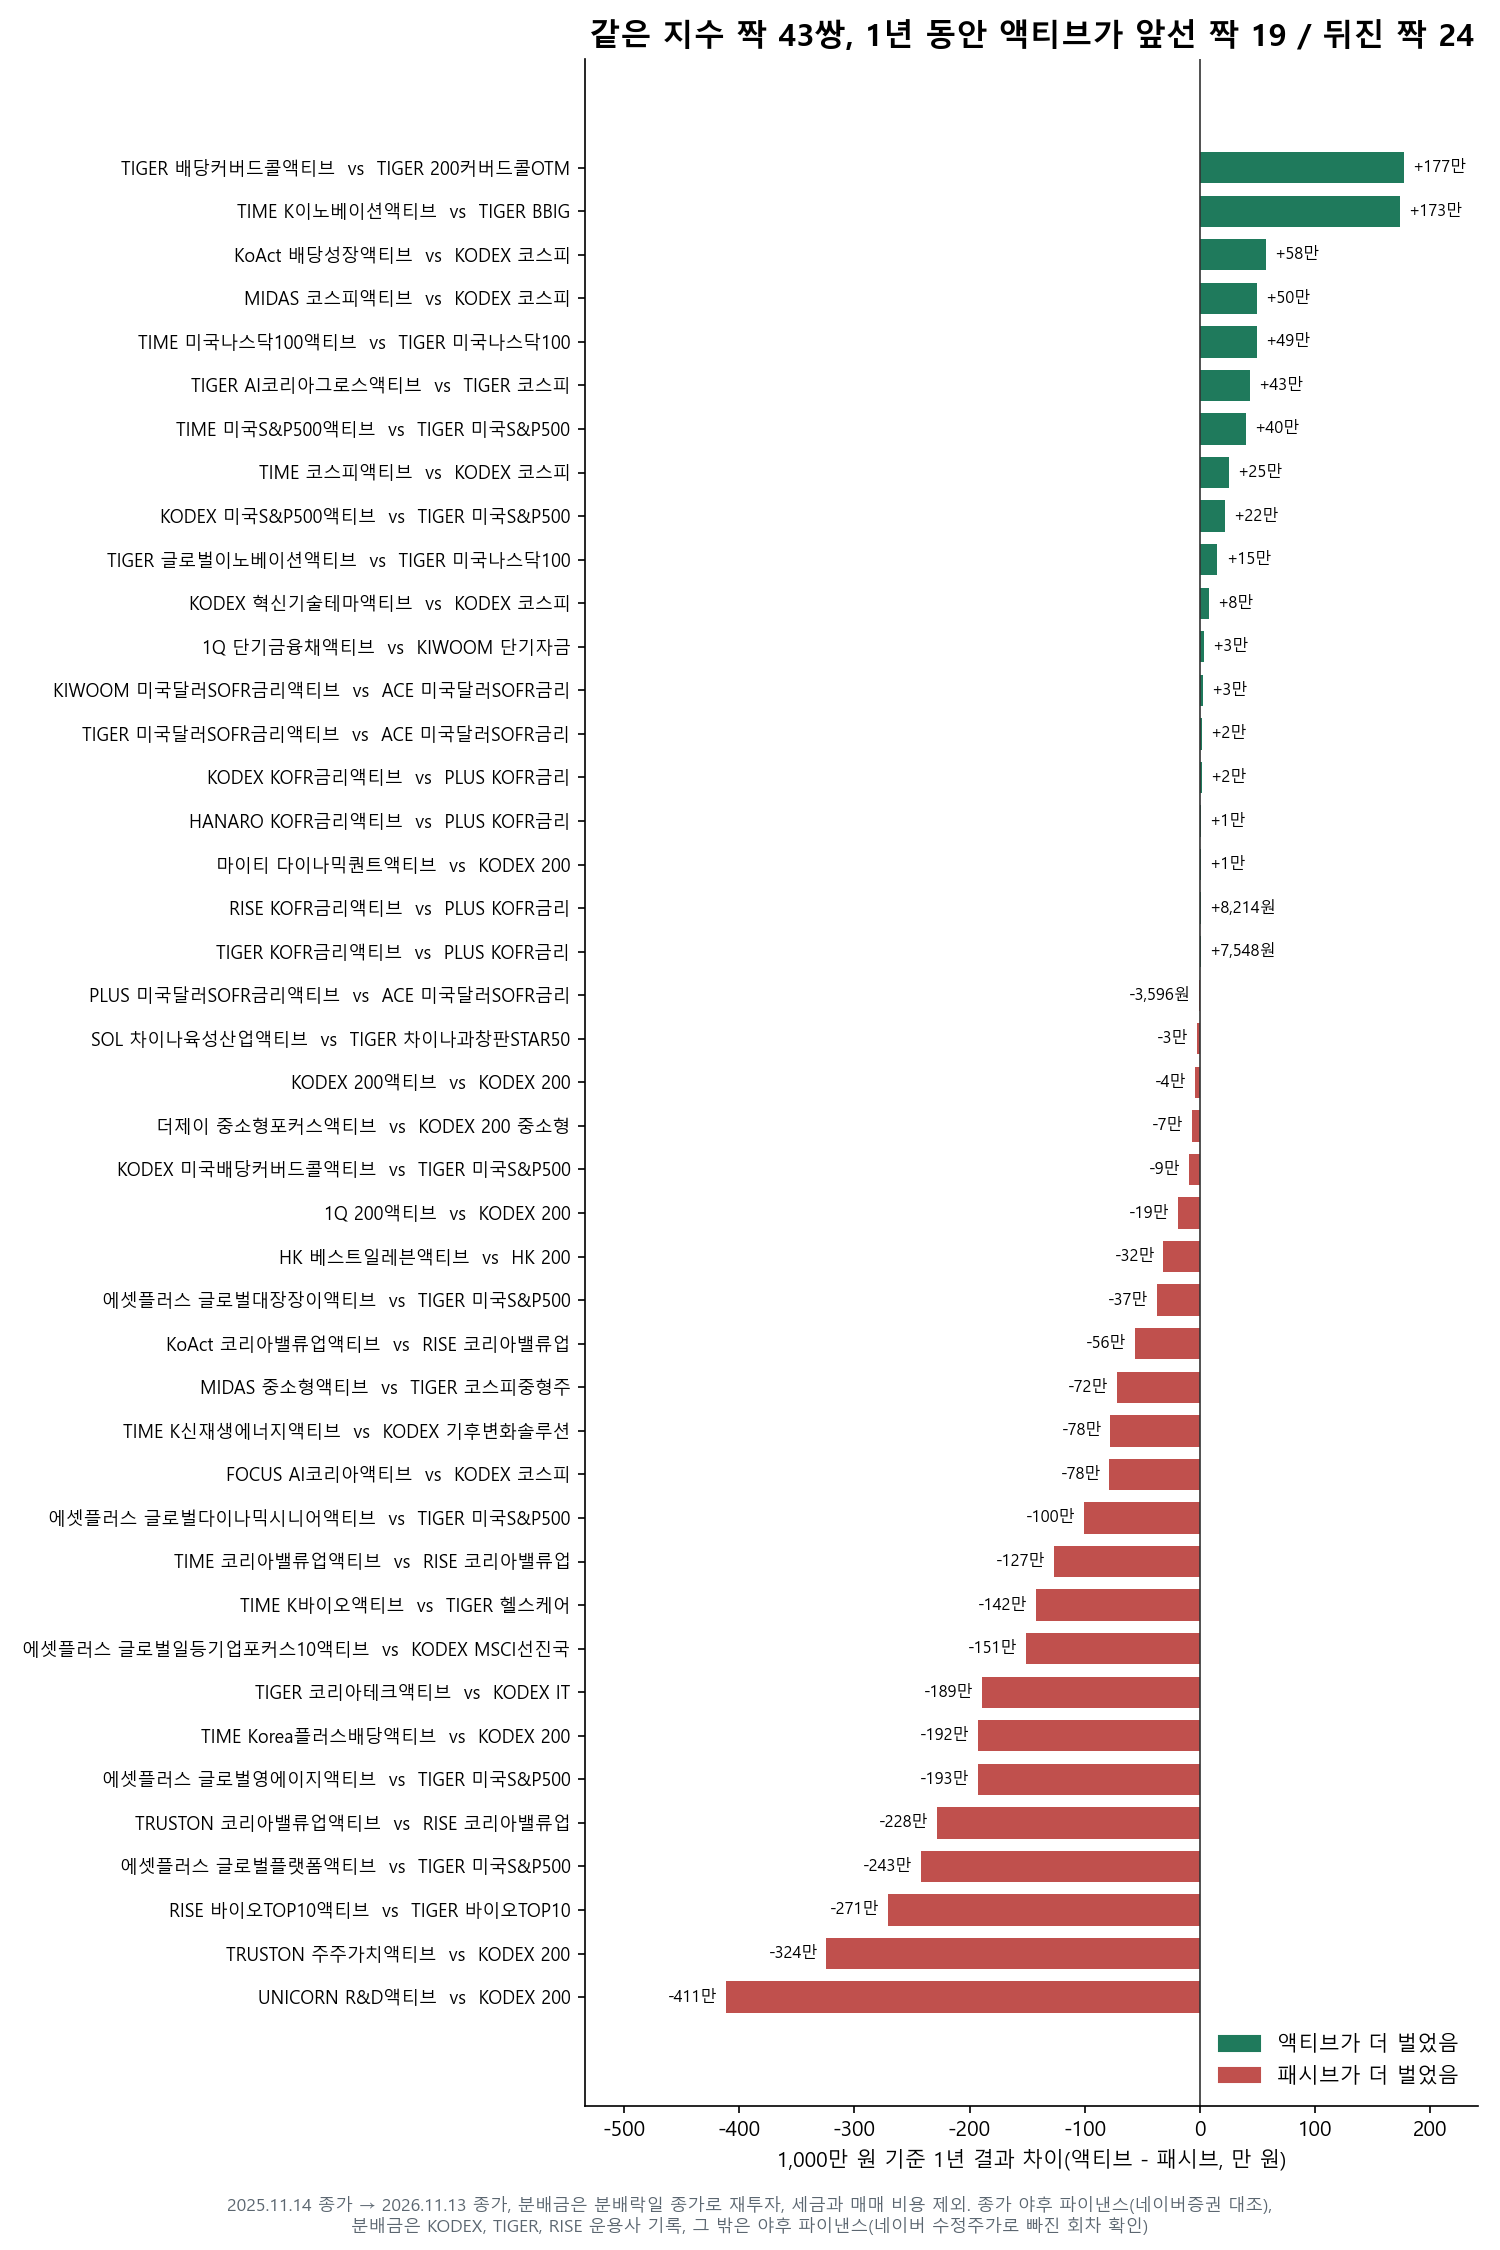 같은 지수 짝 43쌍, 1년 동안 액티브가 앞선 짝 19 / 뒤진 짝 24
TIGER 배당커버드콜액티브 vs TIGER 200커버드콜OTM +177만
TIME K이노베이션액티브 vs TIGER BBIG +173만
KoAct 배당성장액티브 vs KODEX 코스피 +58만
MIDAS 코스피액티브 vs KODEX 코스피 +50만
TIME 미국나스닥100액티브 vs TIGER 미국나스닥100 +49만
TIGER AI코리아그로스액티브 vs TIGER 코스피 +43만
TIME 미국S&P500액티브 vs TIGER 미국S&P500 +40만
TIME 코스피액티브 vs KODEX 코스피 +25만
KODEX 미국S&P500액티브 vs TIGER 미국S&P500 +22만
TIGER 글로벌이노베이션액티브 vs TIGER 미국나스닥100 +15만
KODEX 혁신기술테마액티브 vs KODEX 코스피 +8만
1Q 단기금융채액티브 vs KIWOOM 단기자금 +3만
KIWOOM 미국달러SOFR금리액티브 vs ACE 미국달러SOFR금리 +3만
TIGER 미국달러SOFR금리액티브 vs ACE 미국달러SOFR금리 +2만
KODEX KOFR금리액티브 vs PLUS KOFR금리 +2만
HANARO KOFR금리액티브 vs PLUS KOFR금리 +1만
마이티 다이나믹퀀트액티브 vs KODEX 200 +1만
RISE KOFR금리액티브 vs PLUS KOFR금리 +8,214원
TIGER KOFR금리액티브 vs PLUS KOFR금리 +7,548원
PLUS 미국달러SOFR금리액티브 vs ACE 미국달러SOFR금리 -3,596원
SOL 차이나육성산업액티브 vs TIGER 차이나과창판STAR50 -3만
KODEX 200액티브 vs KODEX 200 -4만
더제이 중소형포커스액티브 vs KODEX 200 중소형 -7만
KODEX 미국배당커버드콜액티브 vs TIGER 미국S&P500 -9만
1Q 200액티브 vs KODEX 200 -19만
HK 베스트일레븐액티브 vs HK 200 -32만
에셋플러스 글로벌대장장이액티브 vs TIGER 미국S&P500 -37만
KoAct 코리아밸류업액티브 vs RISE 코리아밸류업 -56만
MIDAS 중소형액티브 vs TIGER 코스피중형주 -72만
TIME K신재생에너지액티브 vs KODEX 기후변화솔루션 -78만
FOCUS AI코리아액티브 vs KODEX 코스피 -78만
에셋플러스 글로벌다이나믹시니어액티브 vs TIGER 미국S&P500 -100만
TIME 코리아밸류업액티브 vs RISE 코리아밸류업 -127만
TIME K바이오액티브 vs TIGER 헬스케어 -142만
에셋플러스 글로벌일등기업포커스10액티브 vs KODEX MSCI선진국 -151만
TIGER 코리아테크액티브 vs KODEX IT -189만
TIME Korea플러스배당액티브 vs KODEX 200 -192만
에셋플러스 글로벌영에이지액티브 vs TIGER 미국S&P500 -193만
TRUSTON 코리아밸류업액티브 vs RISE 코리아밸류업 -228만
에셋플러스 글로벌플랫폼액티브 vs TIGER 미국S&P500 -243만
RISE 바이오TOP10액티브 vs TIGER 바이오TOP10 -271만
TRUSTON 주주가치액티브 vs KODEX 200 -324만
UNICORN R&D액티브 vs KODEX 200 -411만
액티브가 더 벌었음
패시브가 더 벌었음
-500 -400 -300 -200 -100 0 100 200
1,000만 원 기준 1년 결과 차이(액티브 - 패시브, 만 원)
2025.11.14 종가 → 2026.11.13 종가, 분배금은 분배락일 종가로 재투자, 세금과 매매 비용 제외. 종가 야후 파이낸스(네이버증권 대조),
분배금은 KODEX, TIGER, RISE 운용사 기록, 그 밖은 야후 파이낸스(네이버 수정주가로 빠진 회차 확인)